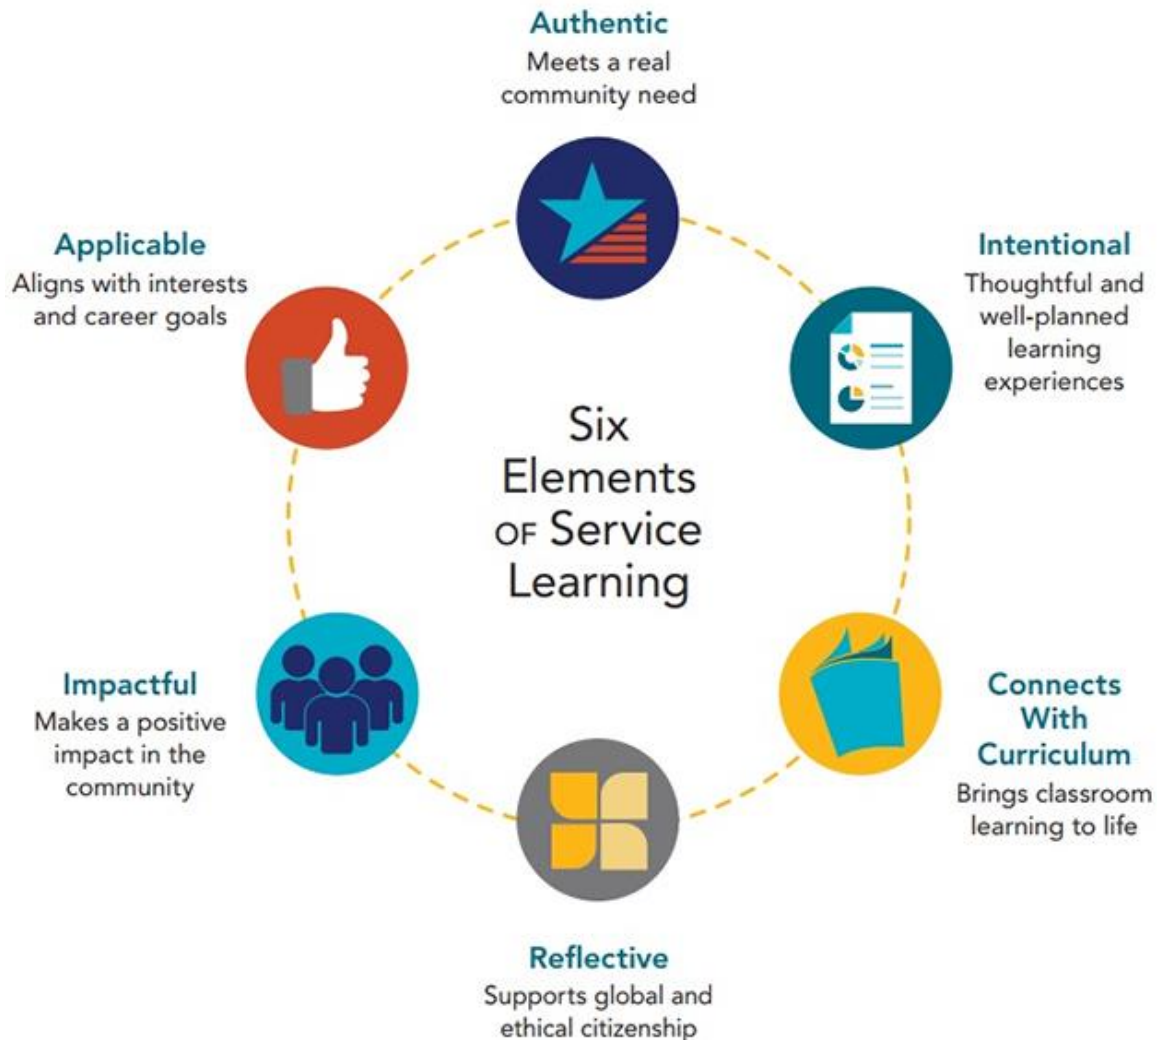 Authentic
Meets a real
community need
Intentional
Thoughtful and
well-planned
learning
experiences
Connects
With
Curriculum
Brings classroom
learning to life
Reflective
Supports global and
ethical citizenship
Impactful
Makes a positive
impact in the
community
Applicable
Aligns with interests
and career goals
Six
Elements
OF Service
Learning